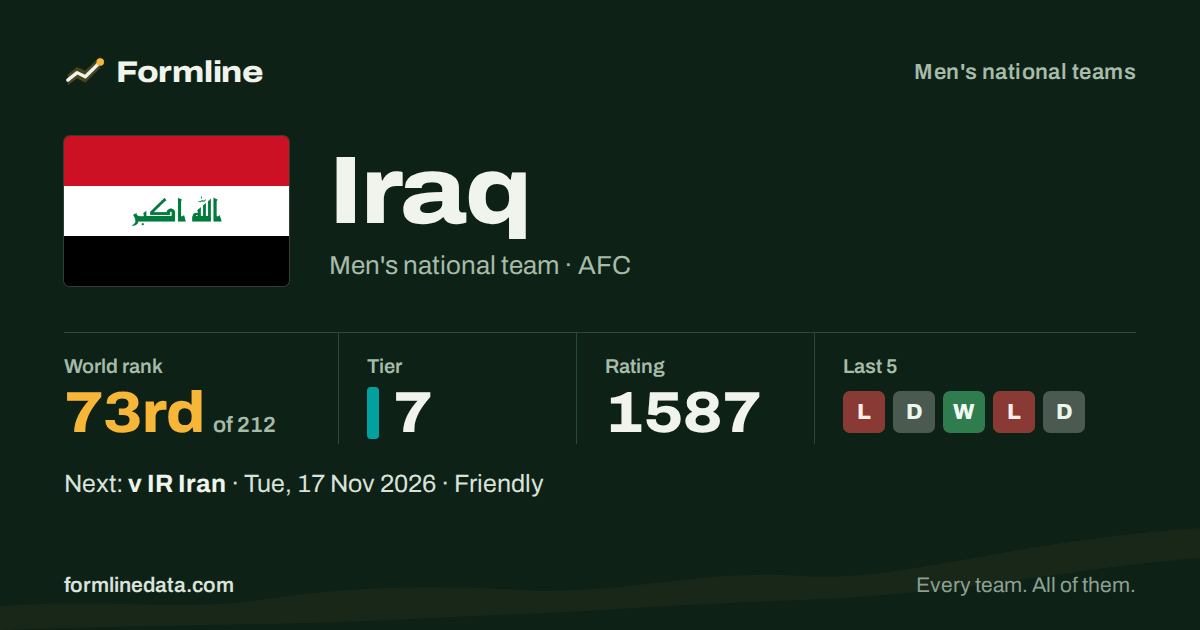 Formline
Men's national teams
الله اكبر
Iraq
Men's national team · AFC
World rank
73rd of 212
Tier
7
Rating
1587
Last 5
L D W L D
Next: v IR Iran · Tue, 17 Nov 2026 · Friendly
formlinedata.com
Every team. All of them.